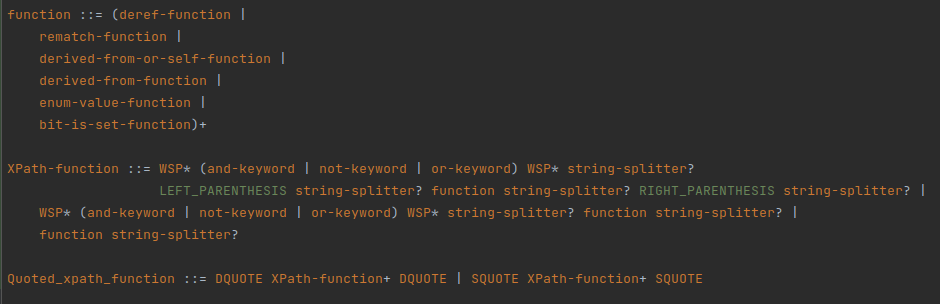 function ::= (deref-function |
rematch-function |
derived-from-or-self-function |
derived-from-function |
enum-value-function |
bit-is-set-function)+
XPath-function ::= WSP* (and-keyword | not-keyword | or-keyword) WSP* string-splitter?
LEFT_PARENTHESIS string-splitter? function string-splitter? RIGHT_PARENTHESIS string-splitter? |
WSP* (and-keyword | not-keyword | or-keyword) WSP* string-splitter? function string-splitter? |
function string-splitter?
Quoted_xpath_function ::= DQUOTE XPath-function+ DQUOTE | SQUOTE XPath-function+ SQUOTE